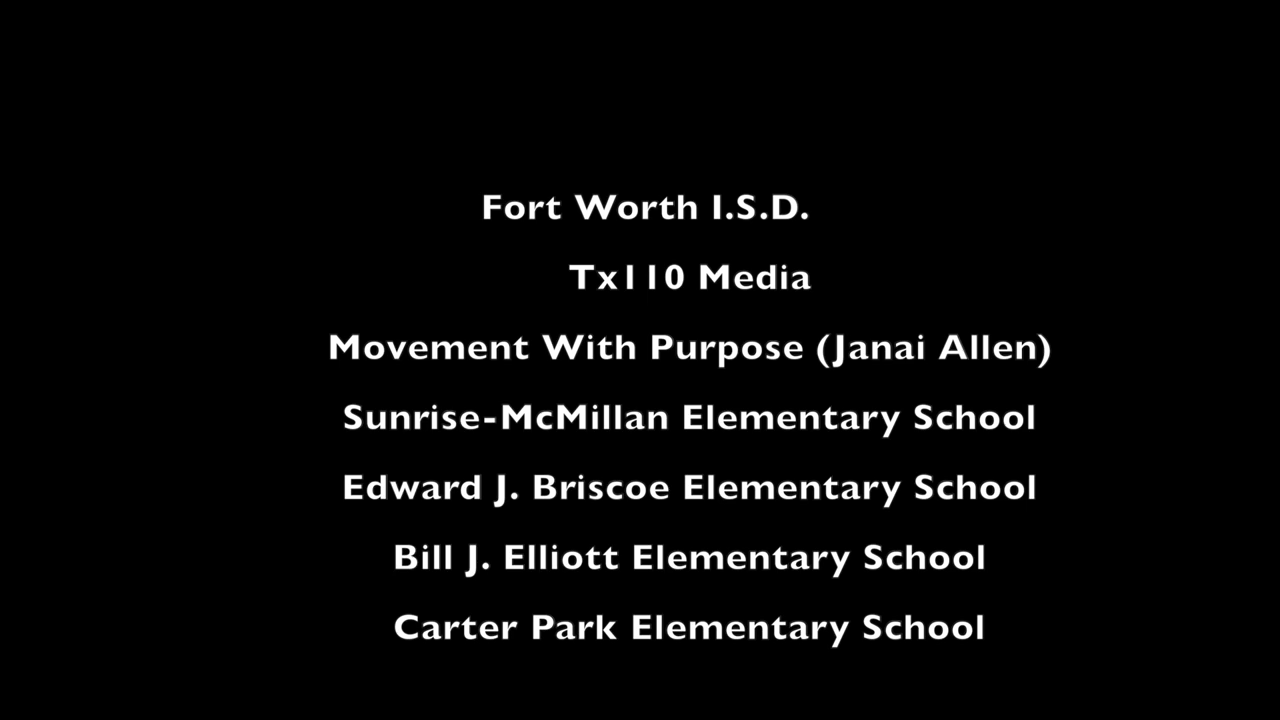 Fort Worth I.S.D.
Tx110 Media
Movement With Purpose (Janai Allen)
Sunrise-McMillan Elementary School
Edward J. Briscoe Elementary School
Bill J. Elliott Elementary School
Carter Park Elementary School